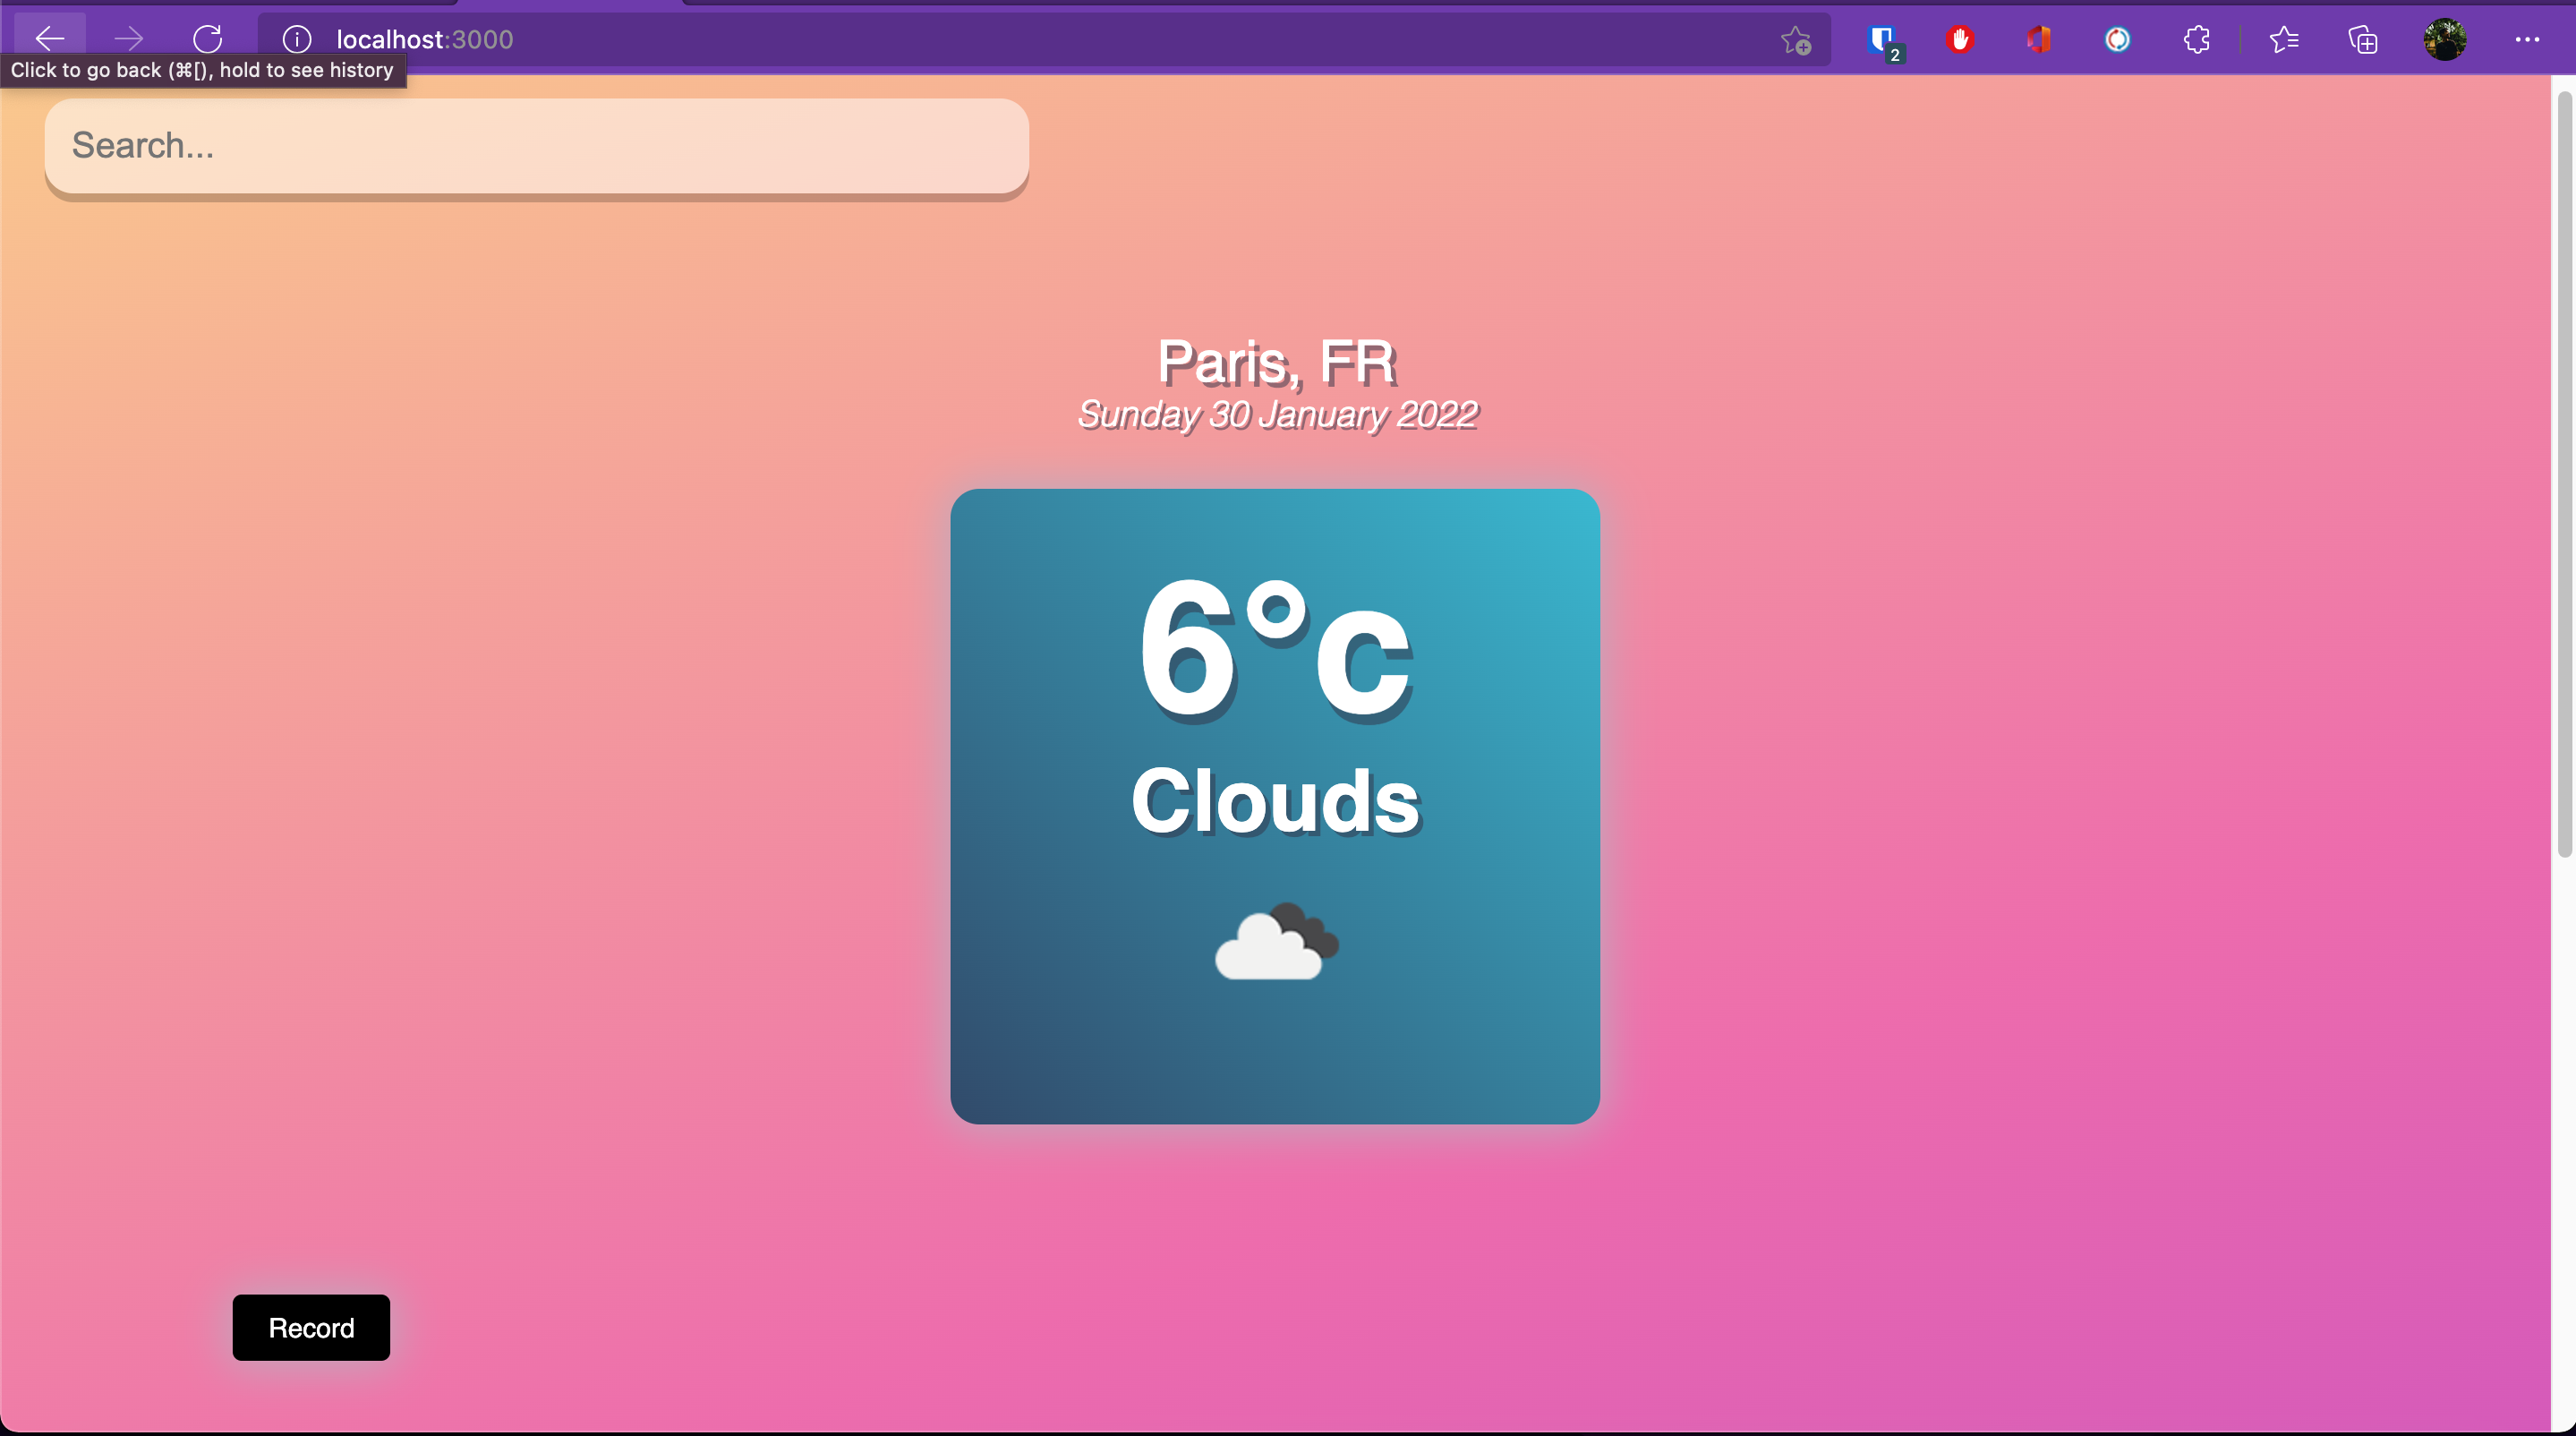 localhost:3000
2
Click to go back (⌘[), hold to see history
Search...
Paris, FR
Sunday 30 January 2022
6°c
Clouds
Record